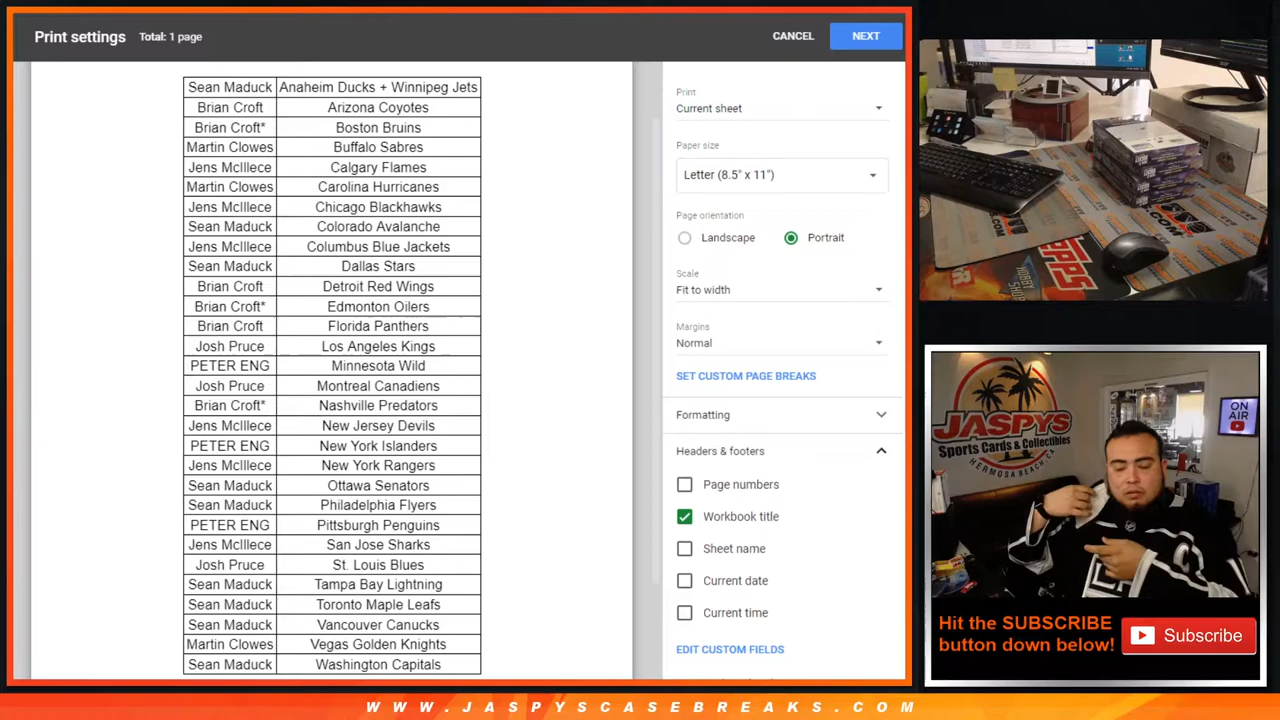 Print settings Total: 1 page CANCEL NEXT
Sean Maduck Anaheim Ducks + Winnipeg Jets
Brian Croft Arizona Coyotes
Brian Croft* Boston Bruins
Martin Clowes Buffalo Sabres
Jens McIllece Calgary Flames
Martin Clowes Carolina Hurricanes
Jens McIllece Chicago Blackhawks
Sean Maduck Colorado Avalanche
Jens McIllece Columbus Blue Jackets
Sean Maduck Dallas Stars
Brian Croft Detroit Red Wings
Brian Croft* Edmonton Oilers
Brian Croft Florida Panthers
Josh Pruce Los Angeles Kings
PETER ENG Minnesota Wild
Josh Pruce Montreal Canadiens
Brian Croft* Nashville Predators
Jens McIllece New Jersey Devils
PETER ENG New York Islanders
Jens McIllece New York Rangers
Sean Maduck Ottawa Senators
Sean Maduck Philadelphia Flyers
PETER ENG Pittsburgh Penguins
Jens McIllece San Jose Sharks
Josh Pruce St. Louis Blues
Sean Maduck Tampa Bay Lightning
Sean Maduck Toronto Maple Leafs
Sean Maduck Vancouver Canucks
Martin Clowes Vegas Golden Knights
Sean Maduck Washington Capitals
Print
Current sheet
Paper size
Letter (8.5" x 11")
Page orientation
Landscape Portrait
Scale
Fit to width
Margins
Normal
SET CUSTOM PAGE BREAKS
Formatting
Headers & footers
Page numbers
Workbook title
Sheet name
Current date
Current time
EDIT CUSTOM FIELDS
TOPPS
HOBBY
SHOP
.COM
JASPYS
Sports Cards & Collectibles
HERMOSA BEACH, CA
ON
AIR
Hit the SUBSCRIBE
button down below!
Subscribe
WWW.JASPYSCASEBREAKS.COM